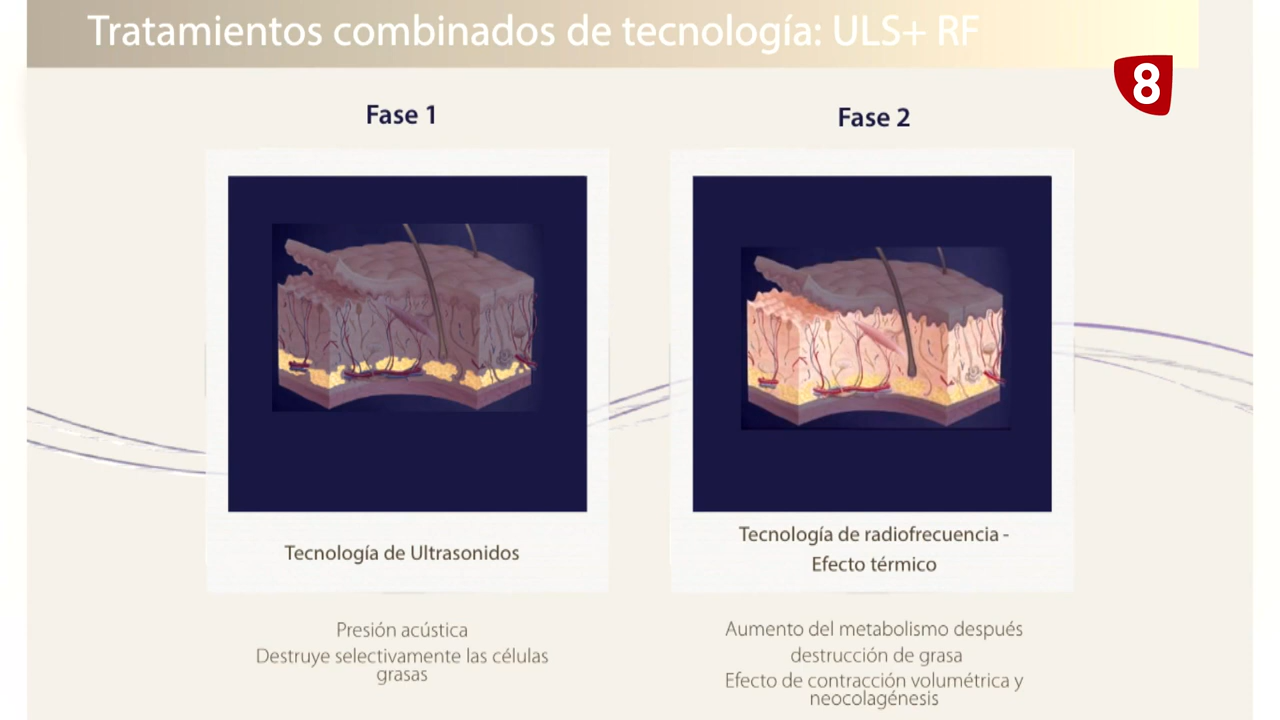 Tratamientos combinados de tecnología: ULS+ RF
8
Fase 1
Fase 2
Tecnología de Ultrasonidos
Tecnología de radiofrecuencia -
Efecto térmico
Presión acústica
Destruye selectivamente las células
grasas
Aumento del metabolismo después
destrucción de grasa
Efecto de contracción volumétrica y
neocolagénesis